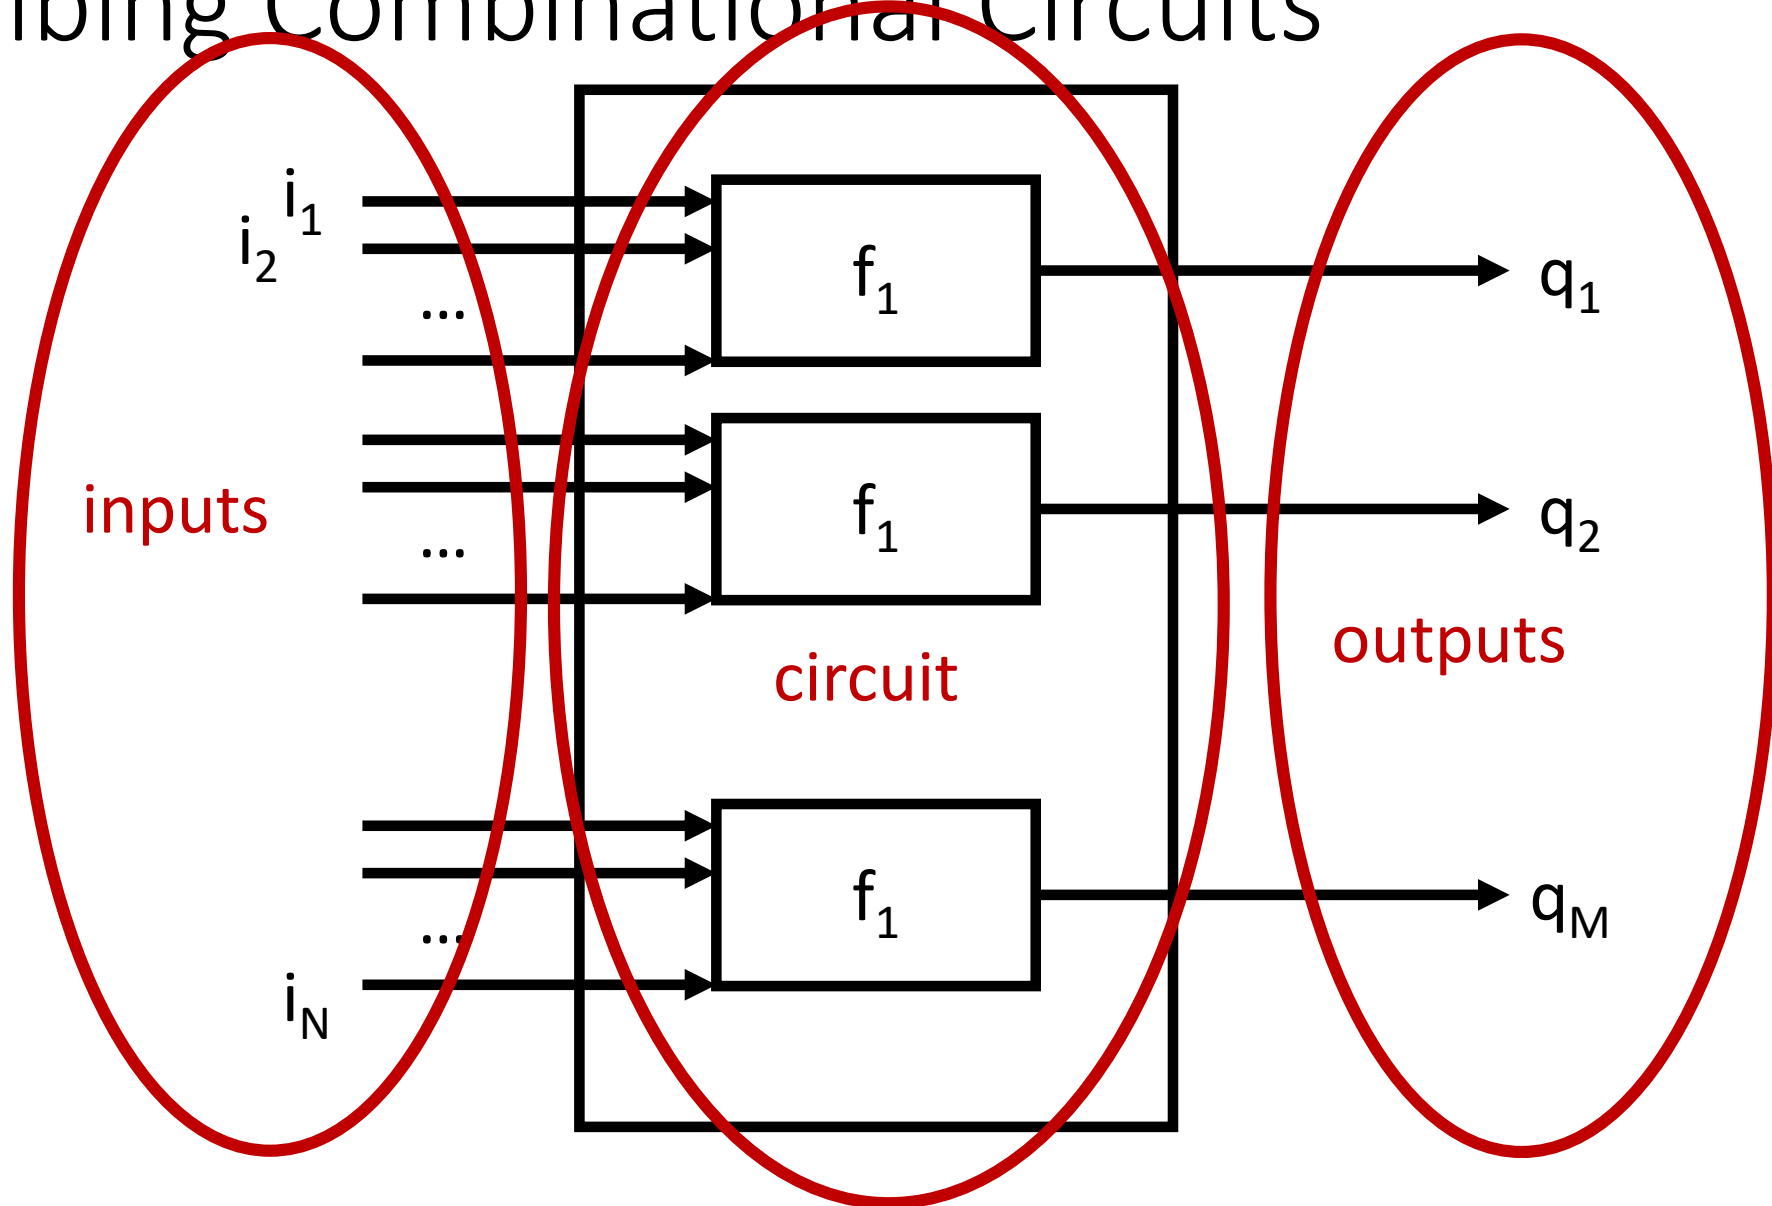 ibing Combinational Circuits
i1
i2
...
f1
q1
inputs
...
f1
q2
circuit
outputs
...
f1
qM
iN